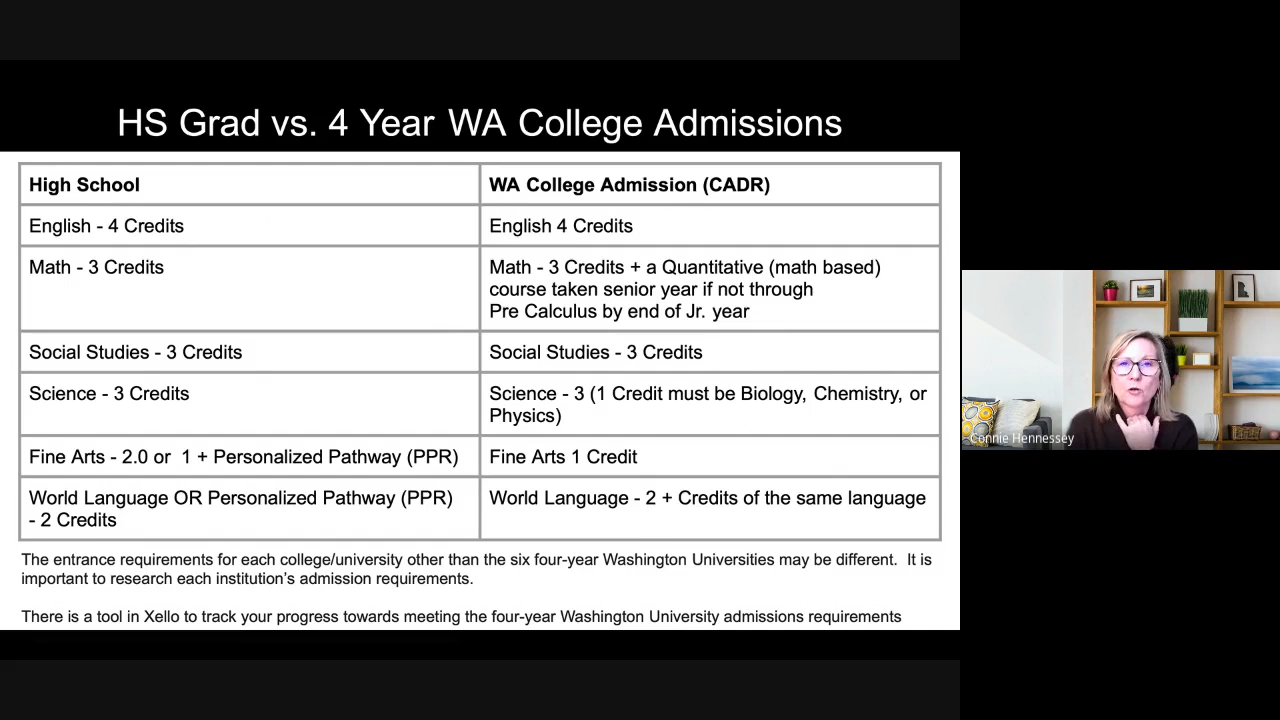 HS Grad vs. 4 Year WA College Admissions
High School
WA College Admission (CADR)
English - 4 Credits
English 4 Credits
Math - 3 Credits
Math - 3 Credits + a Quantitative (math based)
course taken senior year if not through
Pre Calculus by end of Jr. year
Social Studies - 3 Credits
Social Studies - 3 Credits
Science - 3 Credits
Science - 3 (1 Credit must be Biology, Chemistry, or
Physics)
Fine Arts - 2.0 or 1 + Personalized Pathway (PPR)
Fine Arts 1 Credit
World Language OR Personalized Pathway (PPR)
- 2 Credits
World Language - 2 + Credits of the same language
The entrance requirements for each college/university other than the six four-year Washington Universities may be different. It is
important to research each institution's admission requirements.
There is a tool in Xello to track your progress towards meeting the four-year Washington University admissions requirements
Connie Hennessey